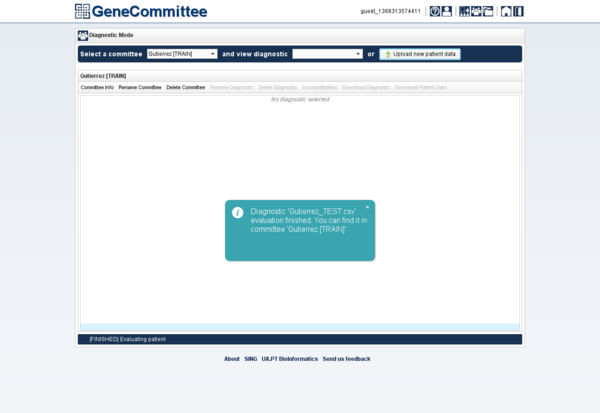 GeneCommittee
guest_1368313574411
Diagnostic Mode
Select a committee Gutierrez [TRAIN] and view diagnostic or Upload new patient data
Gutierrez [TRAIN]
Committee Info Rename Committee Delete Committee Rename Diagnostic Delete Diagnostic Incompatibilities Download Diagnostic Download Patient Data
No diagnostic selected
Diagnostic 'Gutierrez_TEST.csv'
evaluation finished. You can find it in
committee 'Gutierrez [TRAIN]'.
[FINISHED] Evaluating patient
About SING UA.PT Bioinformatics Send us feedback